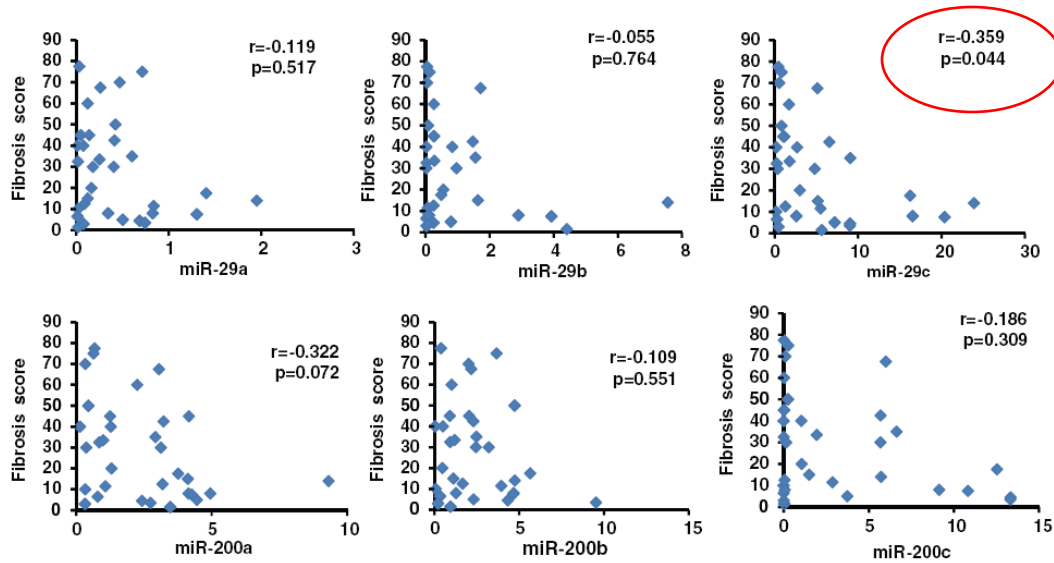 r=-0.119
p=0.517
Fibrosis score
90
80
70
60
50
40
30
20
10
0
0 1 2 3
miR-29a
r=-0.055
p=0.764
Fibrosis score
90
80
70
60
50
40
30
20
10
0
0 2 4 6 8
miR-29b
r=-0.359
p=0.044
Fibrosis score
90
80
70
60
50
40
30
20
10
0
0 10 20 30
miR-29c
r=-0.322
p=0.072
Fibrosis score
90
80
70
60
50
40
30
20
10
0
0 5 10
miR-200a
r=-0.109
p=0.551
Fibrosis score
90
80
70
60
50
40
30
20
10
0
0 5 10 15
miR-200b
r=-0.186
p=0.309
Fibrosis score
90
80
70
60
50
40
30
20
10
0
0 5 10 15
miR-200c